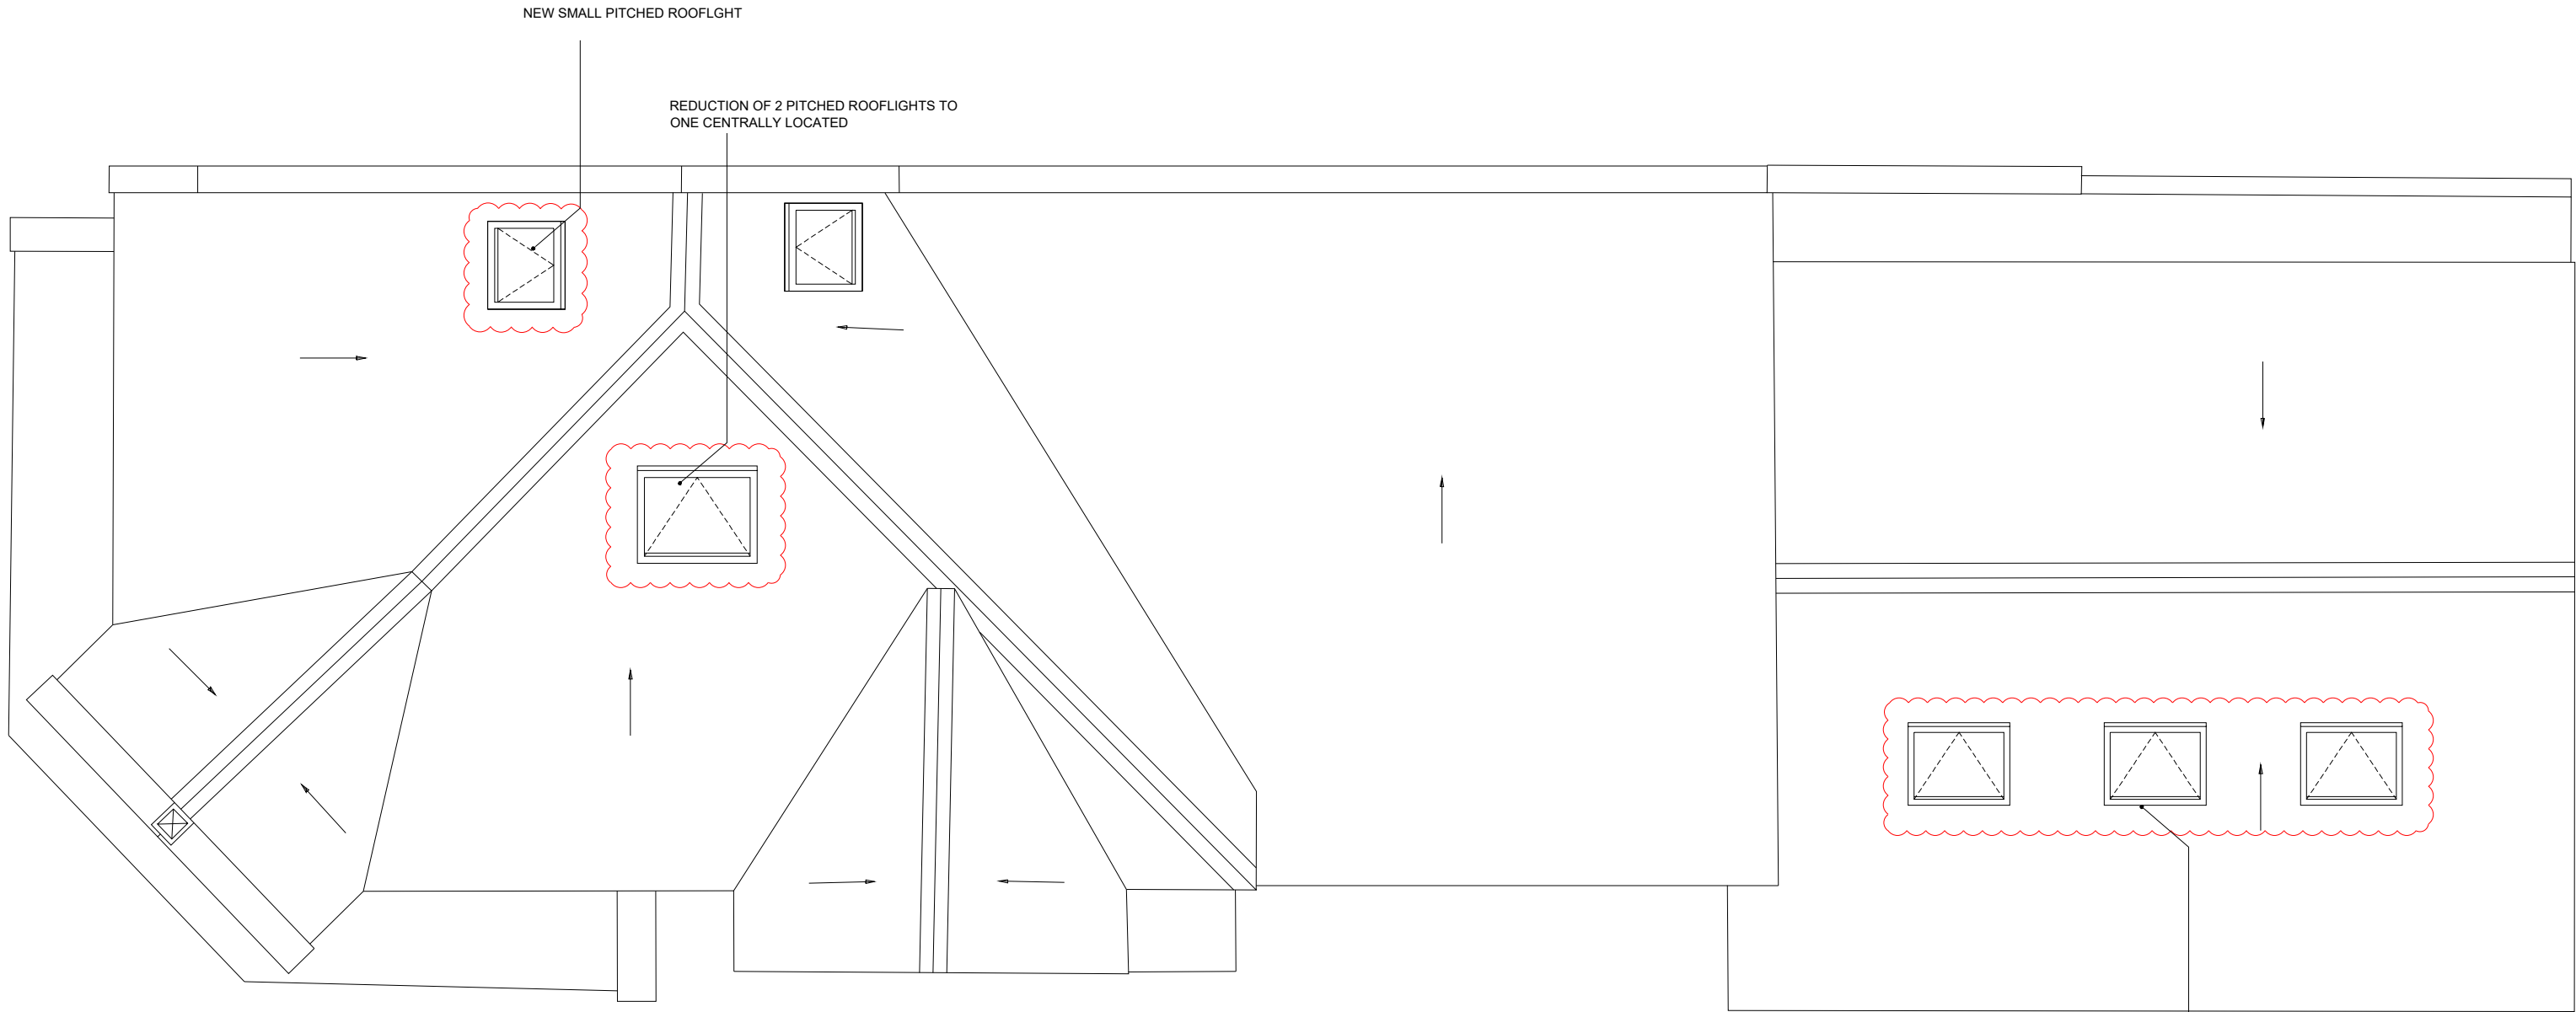 NEW SMALL PITCHED ROOFLGHT
REDUCTION OF 2 PITCHED ROOFLIGHTS TO
ONE CENTRALLY LOCATED